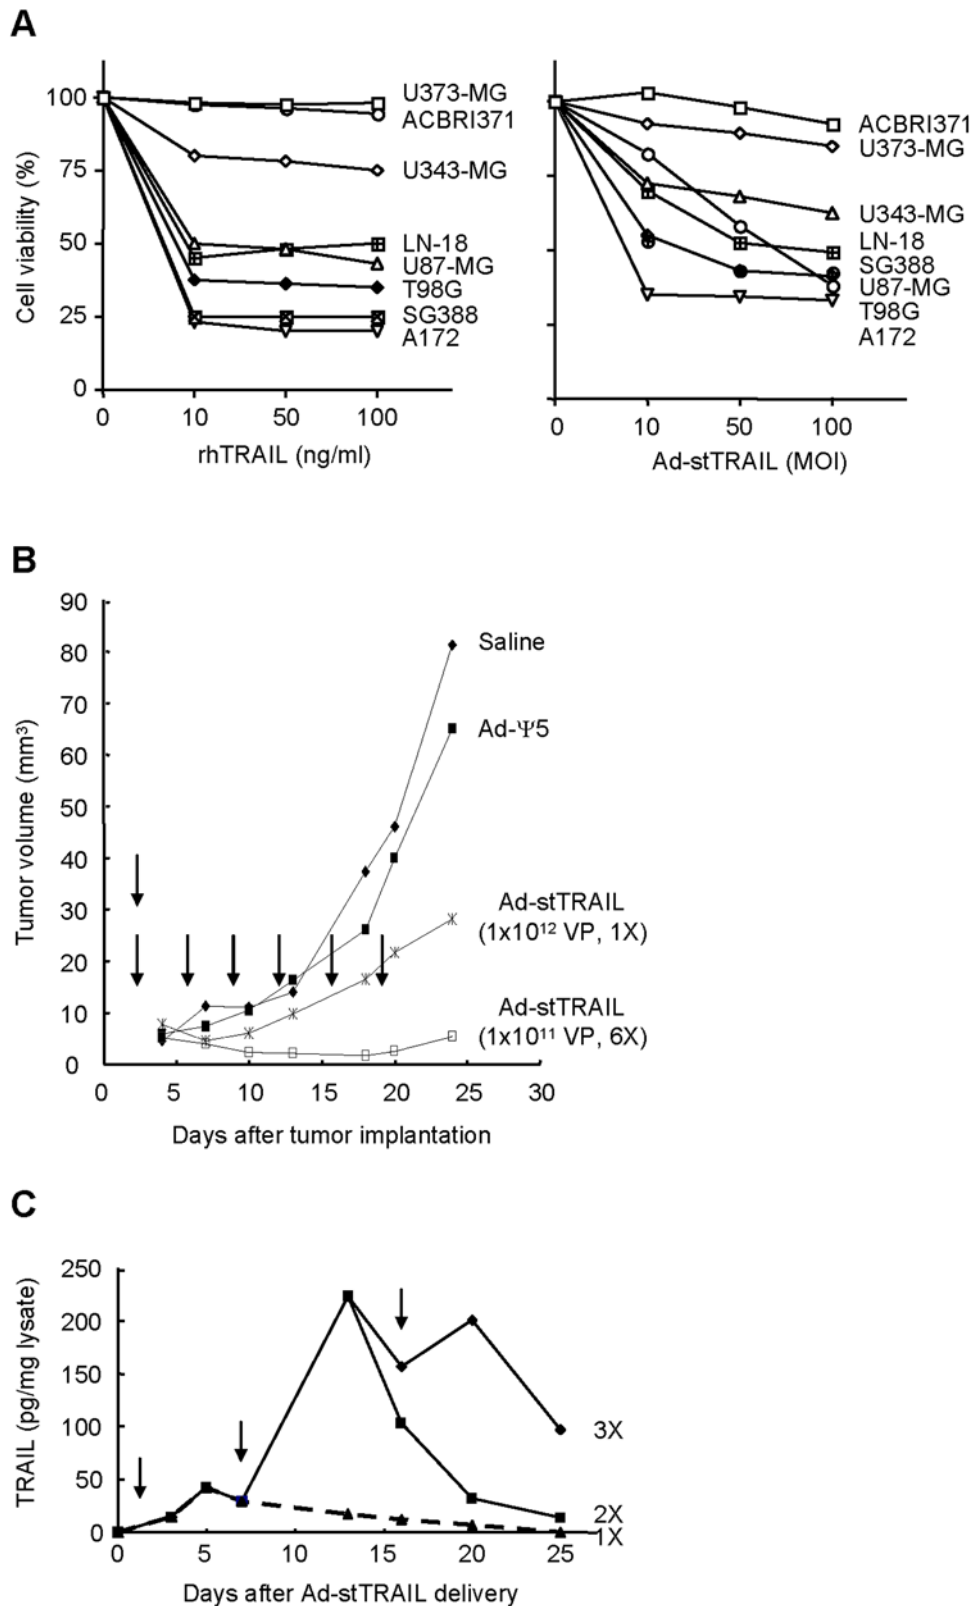 A
Cell viability (%)
100
75
50
25
0
0 10 50 100
rhTRAIL (ng/ml)
U373-MG
ACBRI371
U343-MG
LN-18
U87-MG
T98G
SG388
A172
0 10 50 100
Ad-stTRAIL (MOI)
ACBRI371
U373-MG
U343-MG
LN-18
SG388
U87-MG
T98G
A172
B
Tumor volume (mm³)
90
80
70
60
50
40
30
20
10
0
0 5 10 15 20 25 30
Days after tumor implantation
Saline
Ad-Ψ5
Ad-stTRAIL
(1x10¹² VP, 1X)
Ad-stTRAIL
(1x10¹¹ VP, 6X)
C
TRAIL (pg/mg lysate)
250
200
150
100
50
0
0 5 10 15 20 25
Days after Ad-stTRAIL delivery
3X
2X
1X